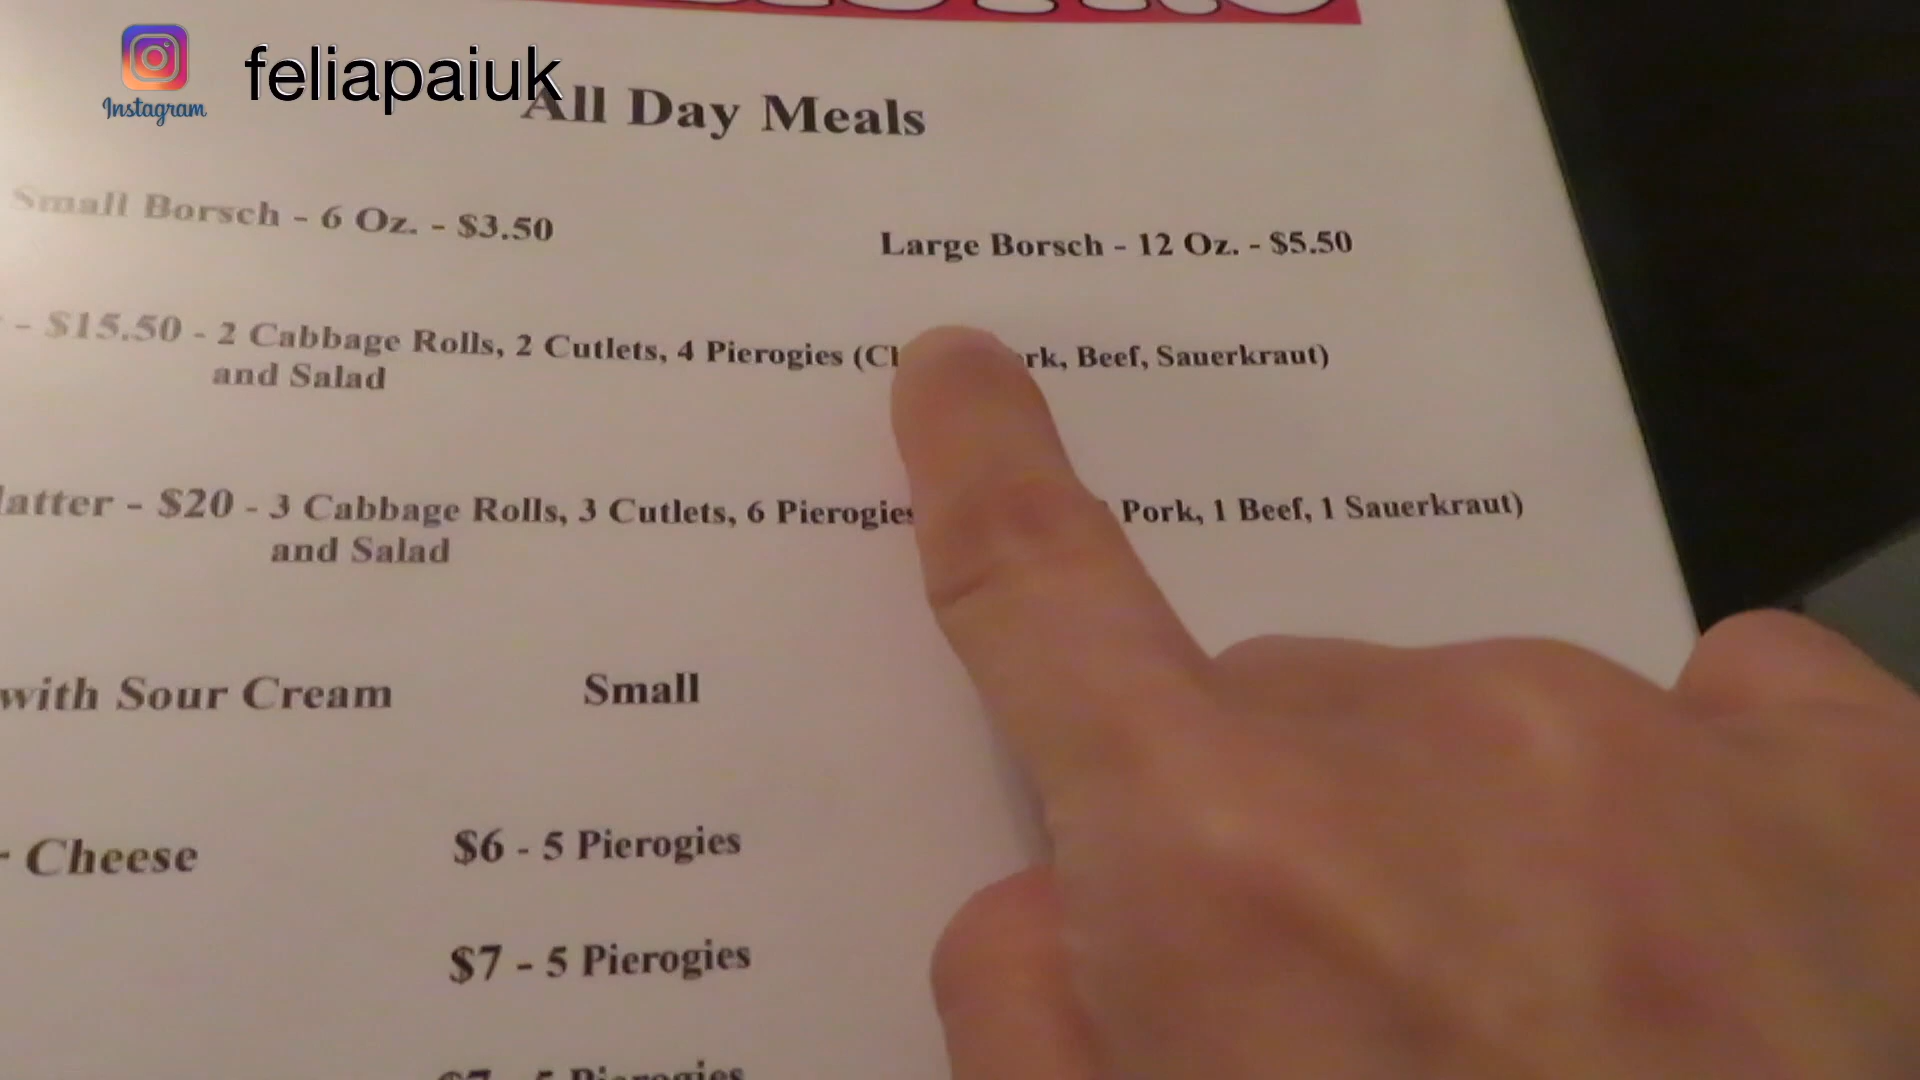 Instagram
feliapaiuk
All Day Meals
Small Borsch - 6 Oz. - $3.50
Large Borsch - 12 Oz. - $5.50
- $15.50 - 2 Cabbage Rolls, 2 Cutlets, 4 Pierogies (Ch rk, Beef, Sauerkraut)
and Salad
latter - $20 - 3 Cabbage Rolls, 3 Cutlets, 6 Pierogies Pork, 1 Beef, 1 Sauerkraut)
and Salad
with Sour Cream
Small
- Cheese
$6 - 5 Pierogies
$7 - 5 Pierogies
$7 - 5 Pierogies